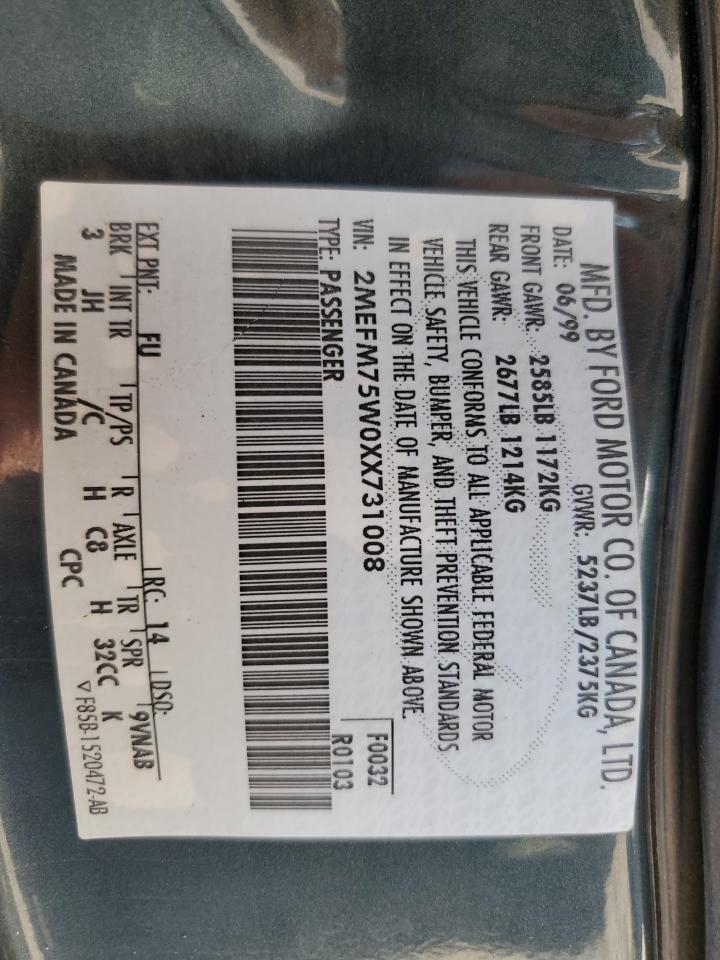 MFD. BY FORD MOTOR CO. OF CANADA, LTD.
DATE: 06/99 GVWR: 5237LB/2375KG
FRONT GAWR: 2585LB 1172KG
REAR GAWR: 2677LB 1214KG
THIS VEHICLE CONFORMS TO ALL APPLICABLE FEDERAL MOTOR
VEHICLE SAFETY, BUMPER, AND THEFT PREVENTION STANDARDS
IN EFFECT ON THE DATE OF MANUFACTURE SHOWN ABOVE.
VIN: 2MEFM75W0XX731008 F0032
TYPE: PASSENGER R0103
EXT PNT: FU RC: 14 DSO: 9VNAB
BRK INT TR TP/PS R AXLE TR SPR
3 JH /C H C8 H 32CC K
MADE IN CANADA CPC ▽F85B-1520472-AB